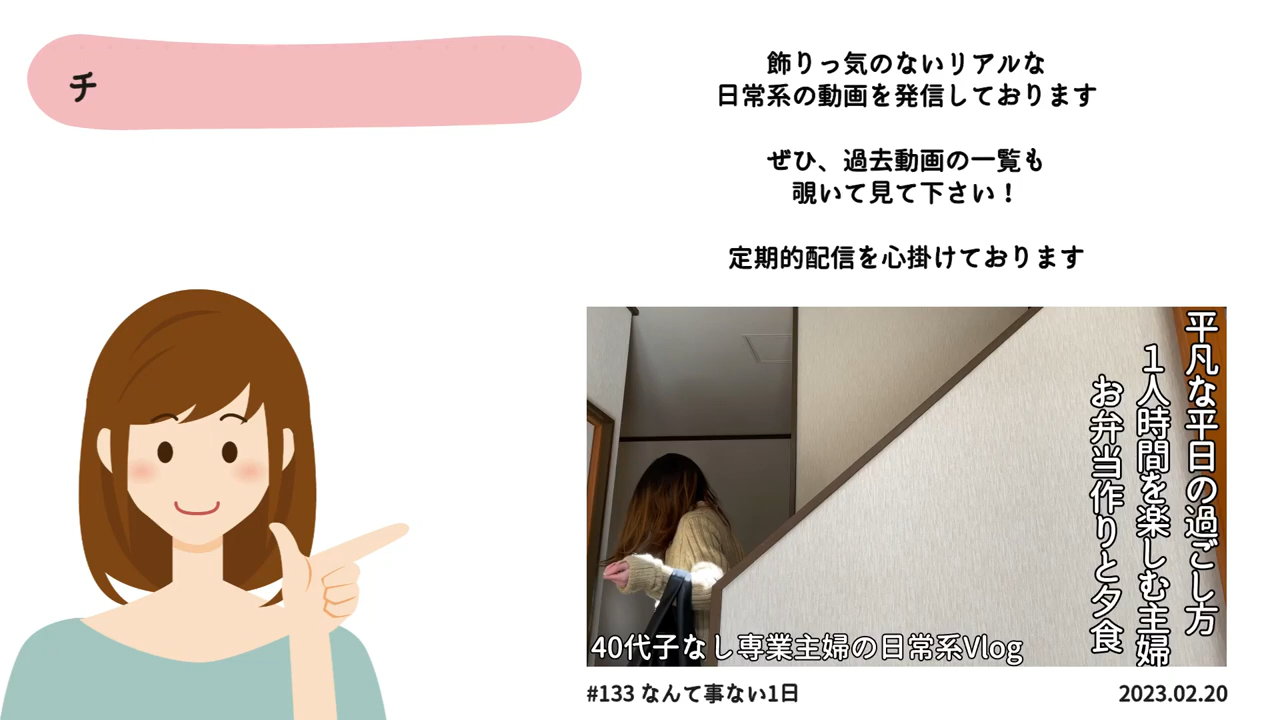 チ
飾りっ気のないリアルな
日常系の動画を発信しております
ぜひ、過去動画の一覧も
覗いて見て下さい！
定期的配信を心掛けております
平凡な平日の過ごし方
１人時間を楽しむ主婦
お弁当作りと夕食
40代子なし専業主婦の日常系Vlog
#133 なんて事ない1日
2023.02.20